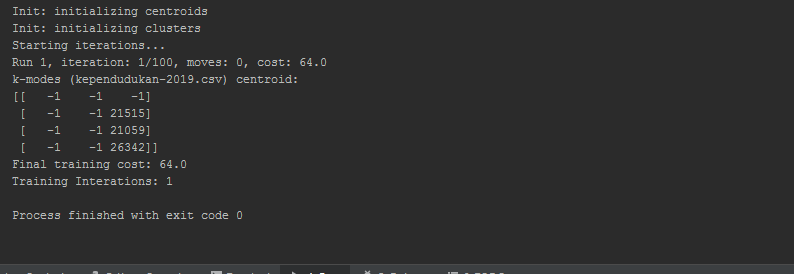 Init: initializing centroids
Init: initializing clusters
Starting iterations...
Run 1, iteration: 1/100, moves: 0, cost: 64.0
k-modes (kependudukan-2019.csv) centroid:
[[   -1    -1    -1]
 [   -1    -1 21515]
 [   -1    -1 21059]
 [   -1    -1 26342]]
Final training cost: 64.0
Training Interations: 1
Process finished with exit code 0